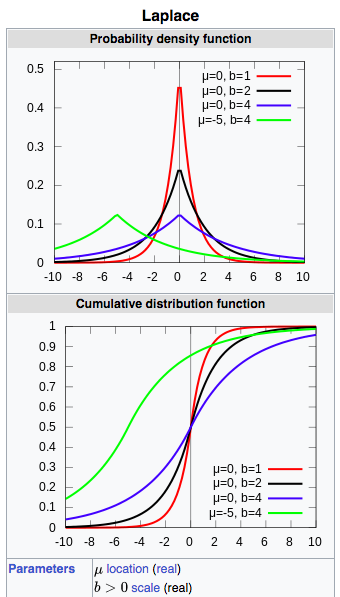 Laplace
Probability density function
0.5
0.4
0.3
0.2
0.1
0
-10 -8 -6 -4 -2 0 2 4 6 8 10
μ=0, b=1
μ=0, b=2
μ=0, b=4
μ=-5, b=4
Cumulative distribution function
1
0.9
0.8
0.7
0.6
0.5
0.4
0.3
0.2
0.1
0
-10 -8 -6 -4 -2 0 2 4 6 8 10
μ=0, b=1
μ=0, b=2
μ=0, b=4
μ=-5, b=4
Parameters μ location (real)
b > 0 scale (real)